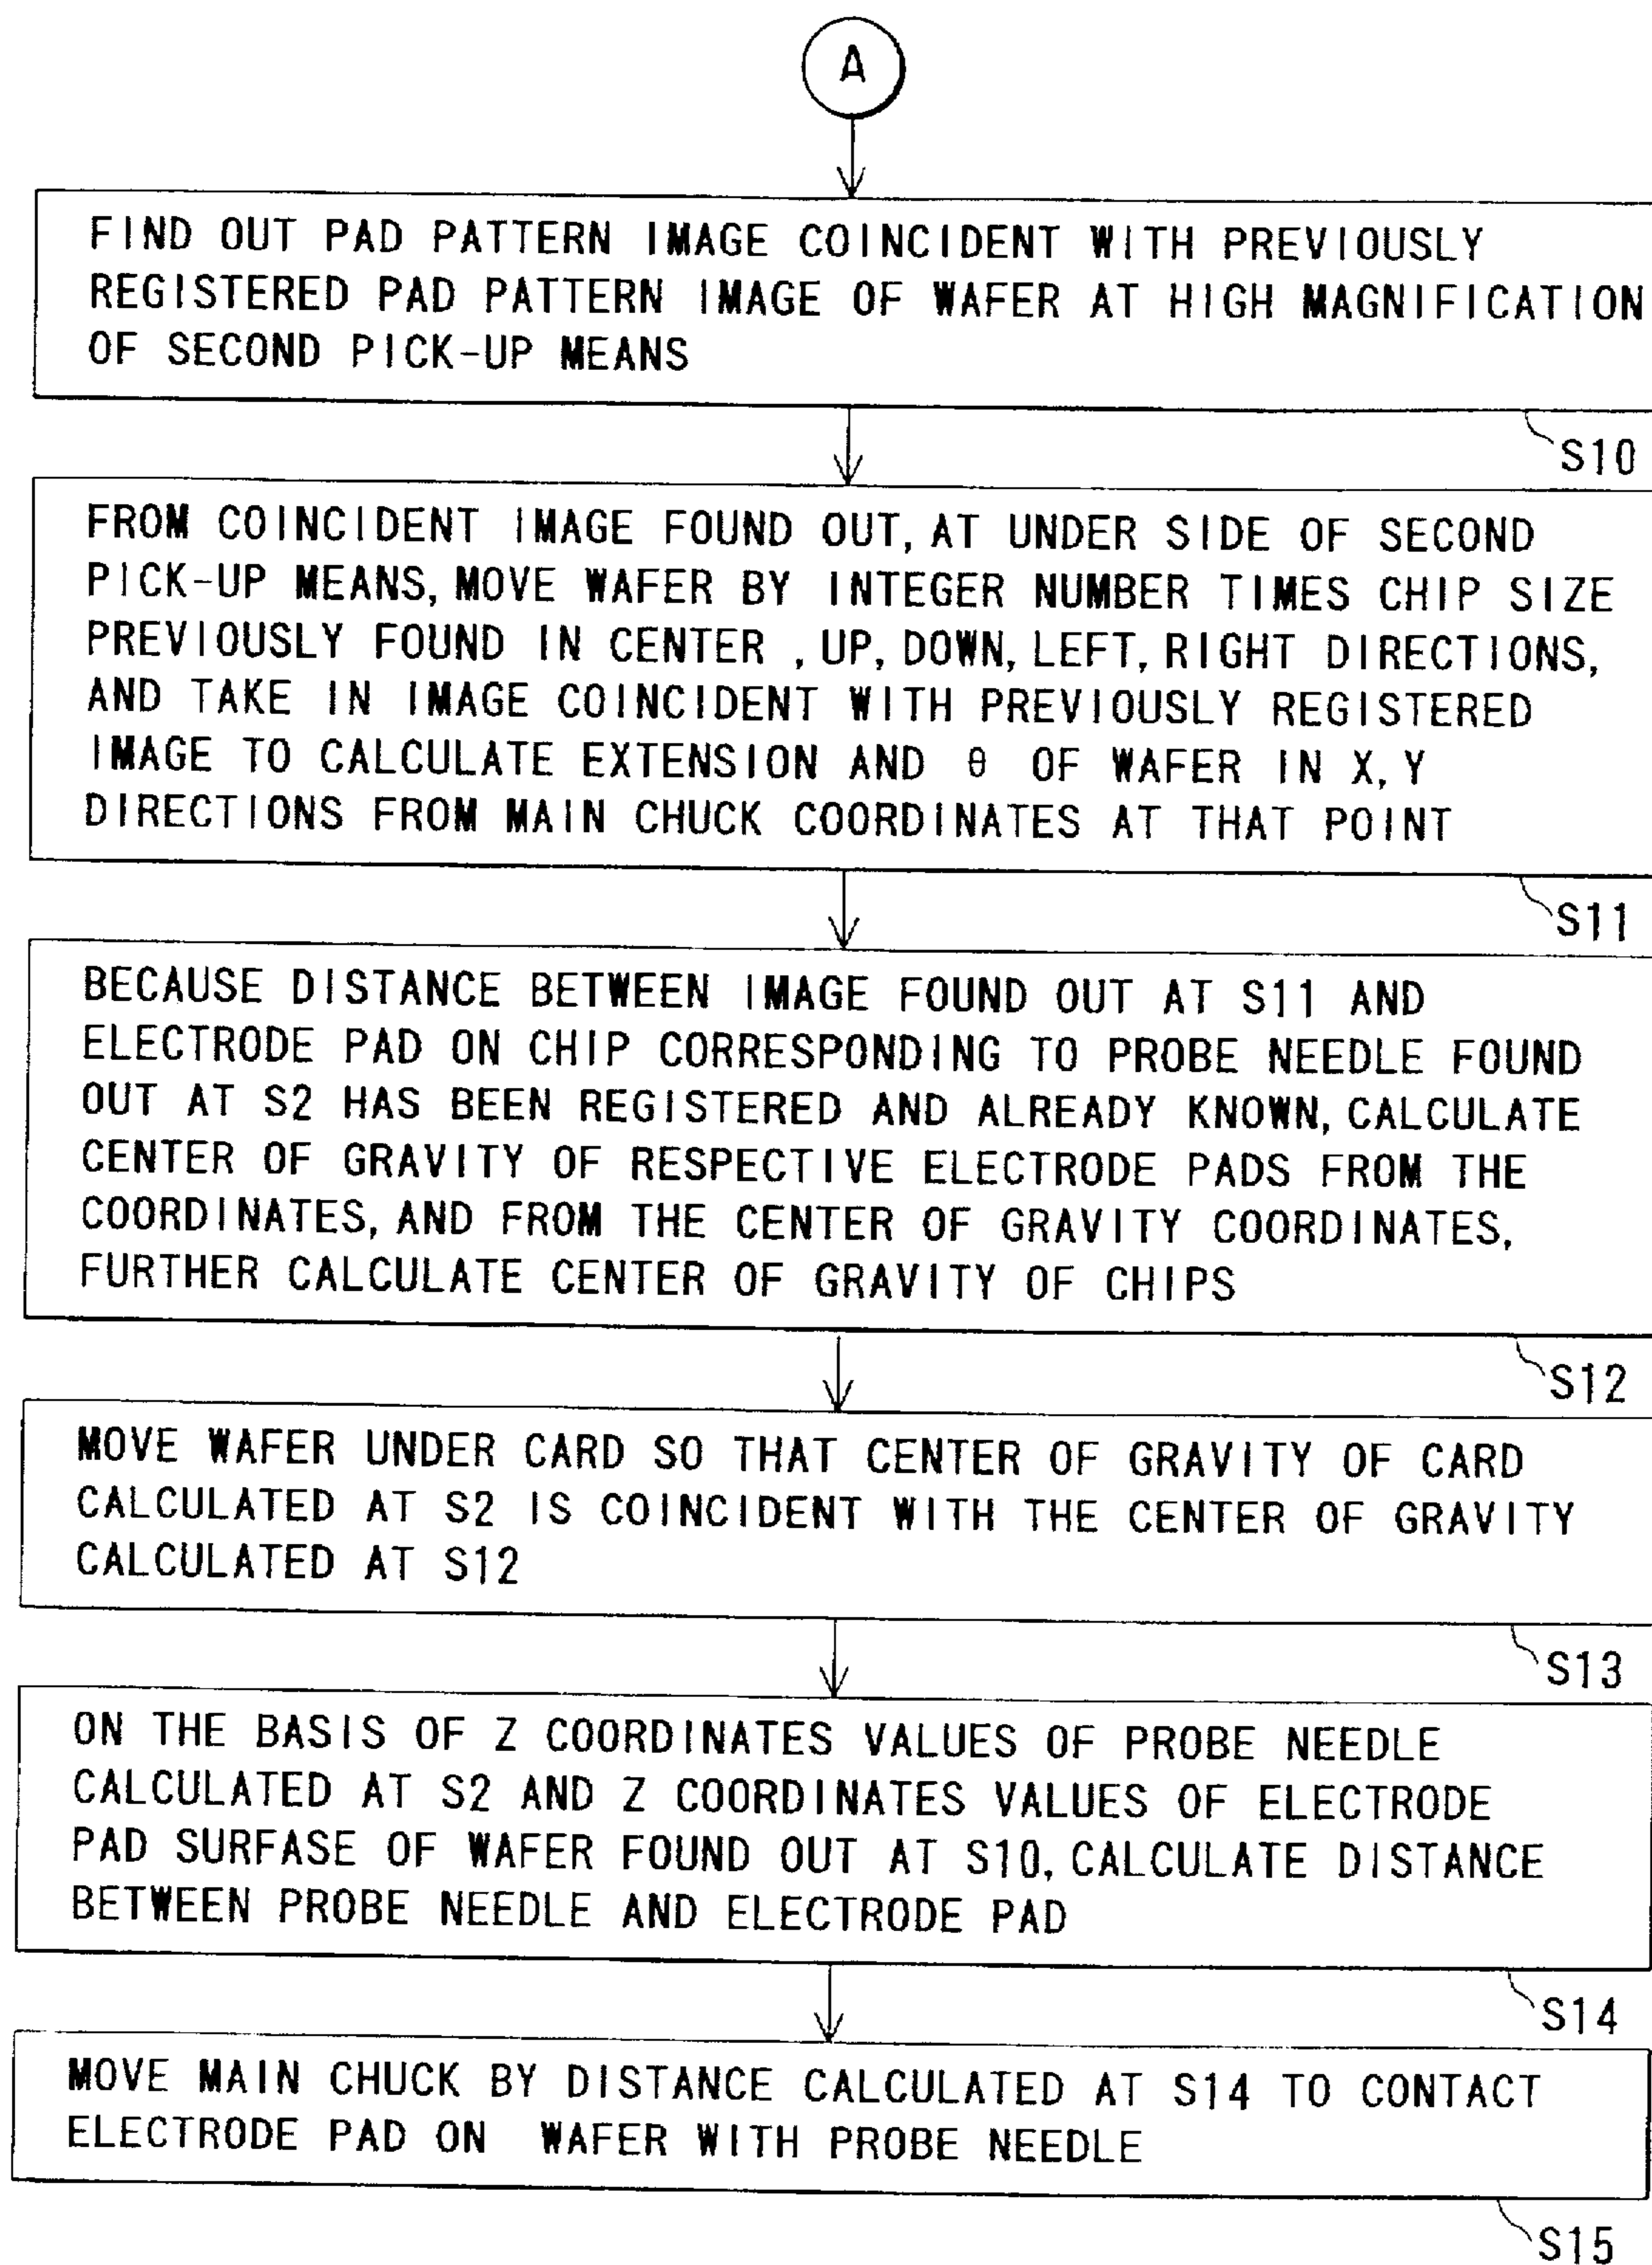 A
FIND OUT PAD PATTERN IMAGE COINCIDENT WITH PREVIOUSLY
REGISTERED PAD PATTERN IMAGE OF WAFER AT HIGH MAGNIFICATION
OF SECOND PICK-UP MEANS
S10
FROM COINCIDENT IMAGE FOUND OUT, AT UNDER SIDE OF SECOND
PICK-UP MEANS, MOVE WAFER BY INTEGER NUMBER TIMES CHIP SIZE
PREVIOUSLY FOUND IN CENTER , UP, DOWN, LEFT, RIGHT DIRECTIONS,
AND TAKE IN IMAGE COINCIDENT WITH PREVIOUSLY REGISTERED
IMAGE TO CALCULATE EXTENSION AND θ OF WAFER IN X, Y
DIRECTIONS FROM MAIN CHUCK COORDINATES AT THAT POINT
S11
BECAUSE DISTANCE BETWEEN IMAGE FOUND OUT AT S11 AND
ELECTRODE PAD ON CHIP CORRESPONDING TO PROBE NEEDLE FOUND
OUT AT S2 HAS BEEN REGISTERED AND ALREADY KNOWN, CALCULATE
CENTER OF GRAVITY OF RESPECTIVE ELECTRODE PADS FROM THE
COORDINATES, AND FROM THE CENTER OF GRAVITY COORDINATES,
FURTHER CALCULATE CENTER OF GRAVITY OF CHIPS
S12
MOVE WAFER UNDER CARD SO THAT CENTER OF GRAVITY OF CARD
CALCULATED AT S2 IS COINCIDENT WITH THE CENTER OF GRAVITY
CALCULATED AT S12
S13
ON THE BASIS OF Z COORDINATES VALUES OF PROBE NEEDLE
CALCULATED AT S2 AND Z COORDINATES VALUES OF ELECTRODE
PAD SURFASE OF WAFER FOUND OUT AT S10, CALCULATE DISTANCE
BETWEEN PROBE NEEDLE AND ELECTRODE PAD
S14
MOVE MAIN CHUCK BY DISTANCE CALCULATED AT S14 TO CONTACT
ELECTRODE PAD ON WAFER WITH PROBE NEEDLE
S15